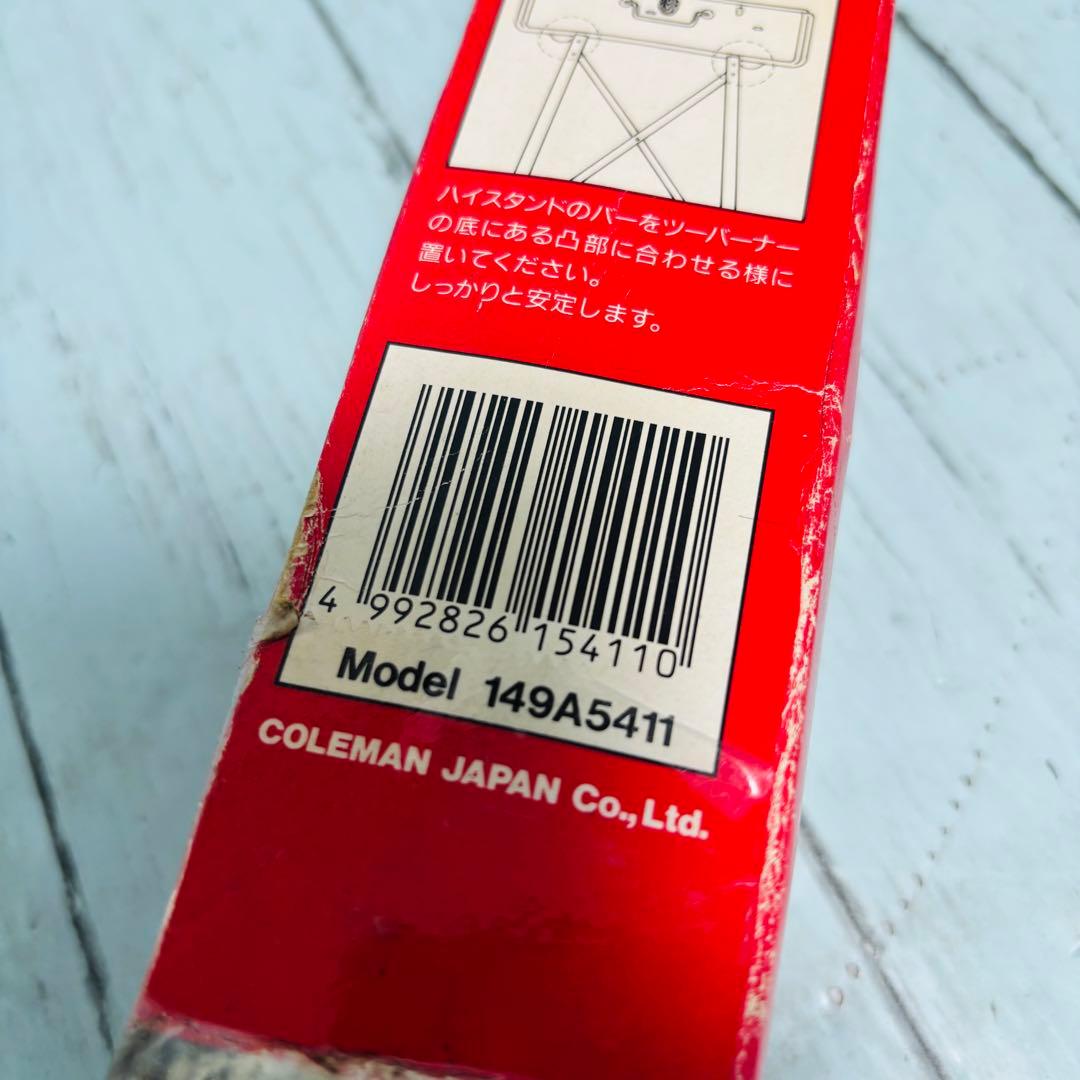 ハイスタンドのバーをツーバーナー
の底にある凸部に合わせる様に
置いてください。
しっかりと安定します。
4 992826 154110
Model 149A5411
COLEMAN JAPAN Co., Ltd.